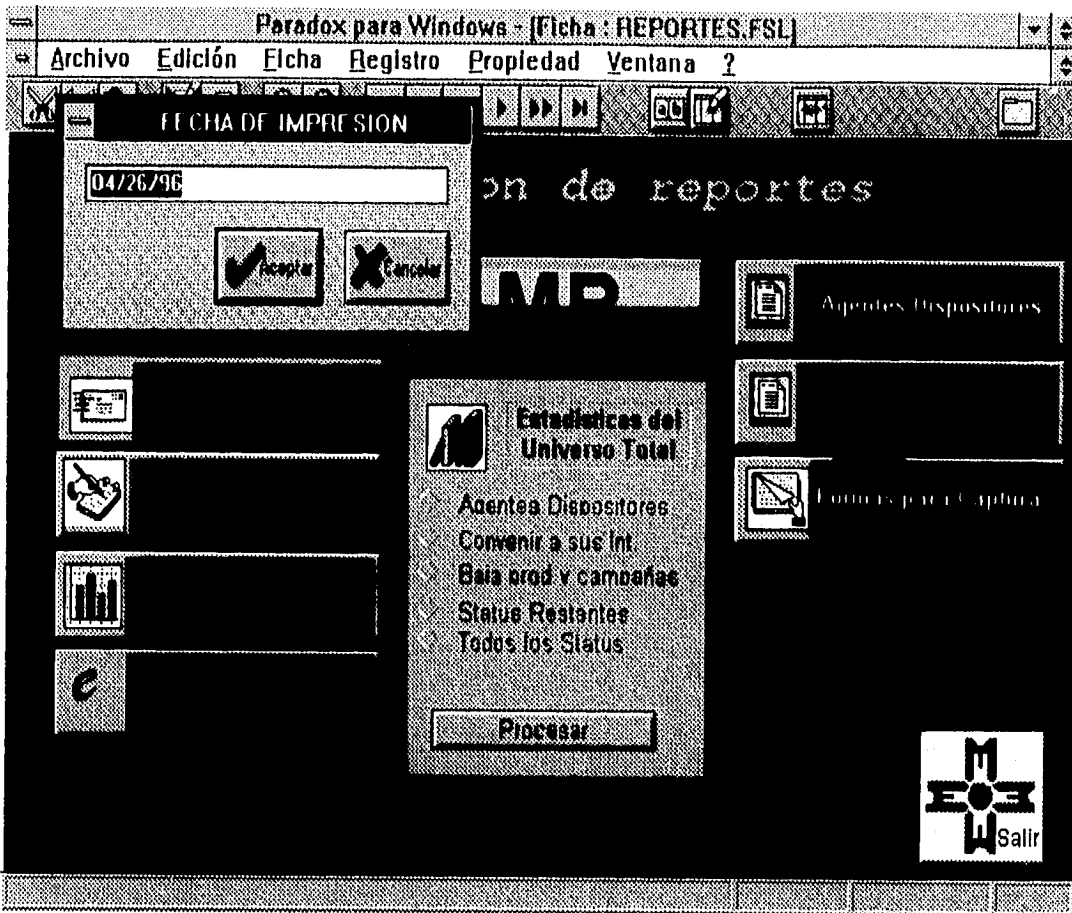 Paradox para Windows - [Ficha : REPORTES.FSL]
Archivo Edición Ficha Registro Propiedad Ventana ?
FECHA DE IMPRESION
04/26/96
on de reportes
Aceptar
Cancelar
MP
Agentes Dispositores
Estadísticas del
Universo Total
Agentes Dispositores
Convenir a sus Int.
Baja prod y campañas
Status Restantes
Todos los Status
Procesar
Formas para Captura
Salir